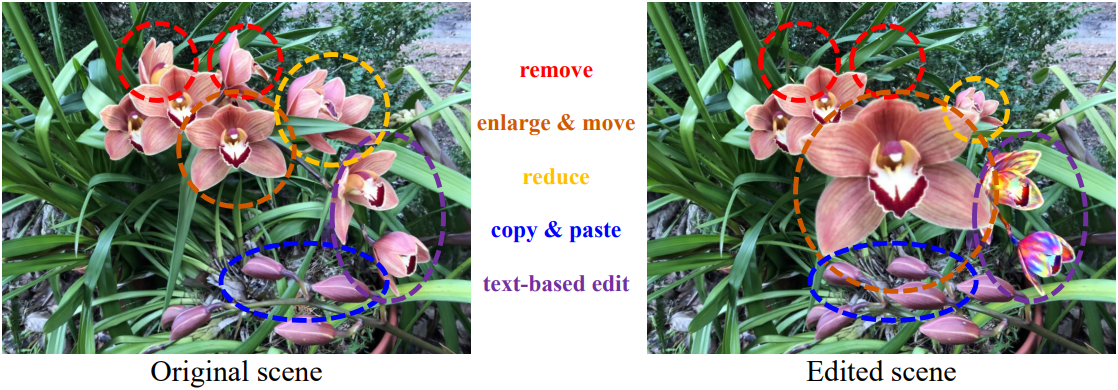 remove
enlarge & move
reduce
copy & paste
text-based edit
Original scene
Edited scene